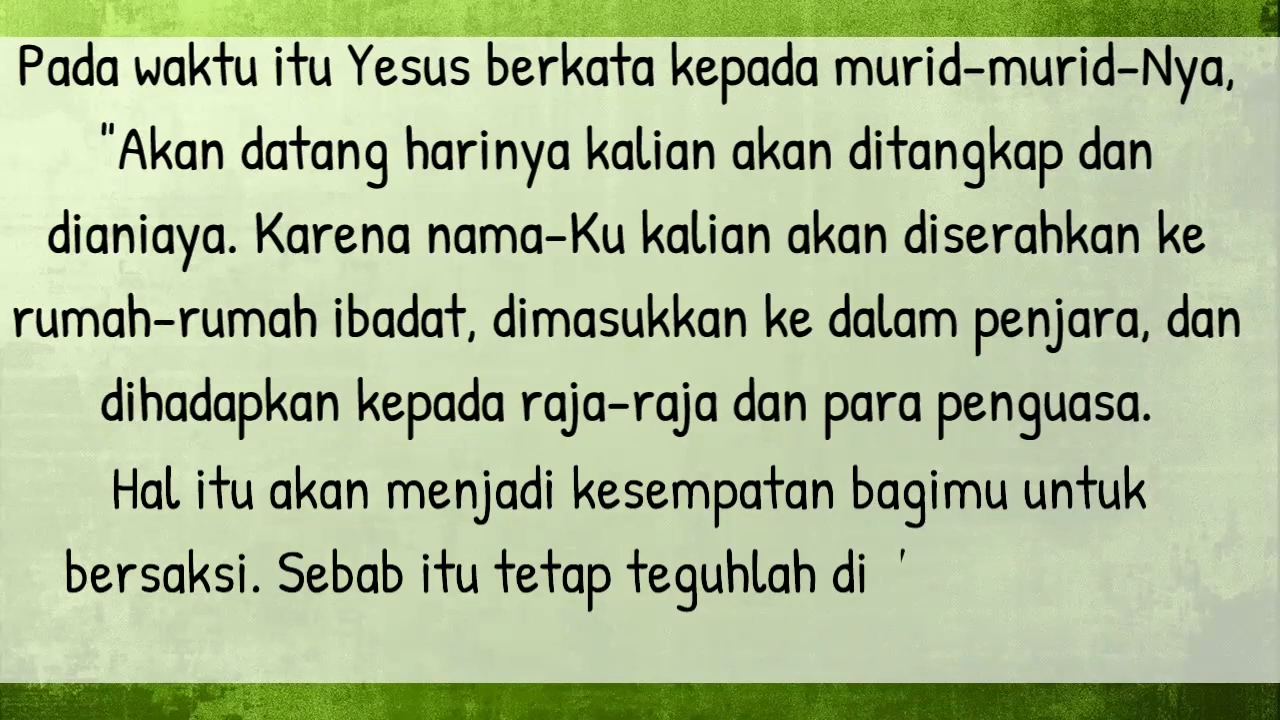 Pada waktu itu Yesus berkata kepada murid-murid-Nya,
"Akan datang harinya kalian akan ditangkap dan
dianiaya. Karena nama-Ku kalian akan diserahkan ke
rumah-rumah ibadat, dimasukkan ke dalam penjara, dan
dihadapkan kepada raja-raja dan para penguasa.
Hal itu akan menjadi kesempatan bagimu untuk
bersaksi. Sebab itu tetap teguhlah di